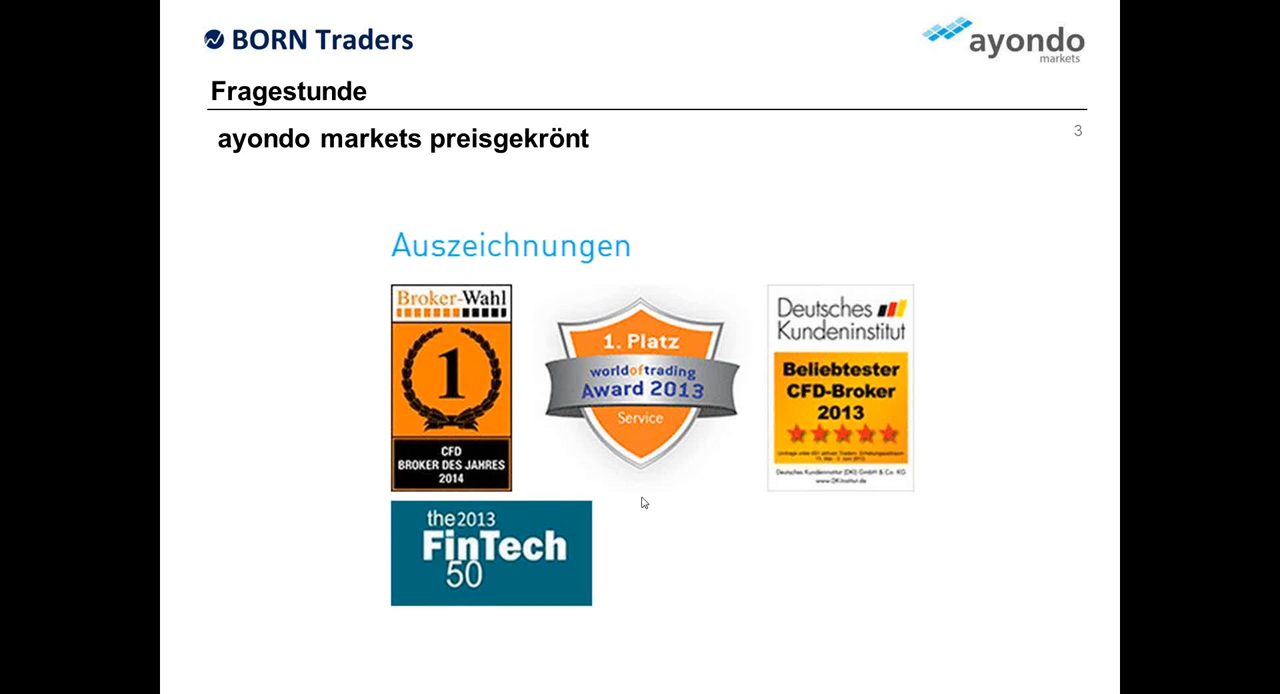 BORN Traders
ayondo
markets
Fragestunde
ayondo markets preisgekrönt
3
Auszeichnungen
Broker-Wahl
1
CFD
BROKER DES JAHRES
2014
1. Platz
worldoftrading
Award 2013
Service
Deutsches
Kundeninstitut
Beliebtester
CFD-Broker
2013
Deutsches Kundeninstitut (DKI) GmbH & Co. KG
www.DKInstitut.de
the2013
FinTech
50